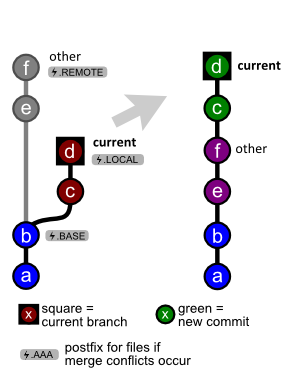 other
f
⚡.REMOTE
e
current
d
⚡.LOCAL
c
b
⚡.BASE
a
d
current
c
f
other
e
b
a
x
square =
current branch
x
green =
new commit
⚡.AAA
postfix for files if
merge conflicts occur